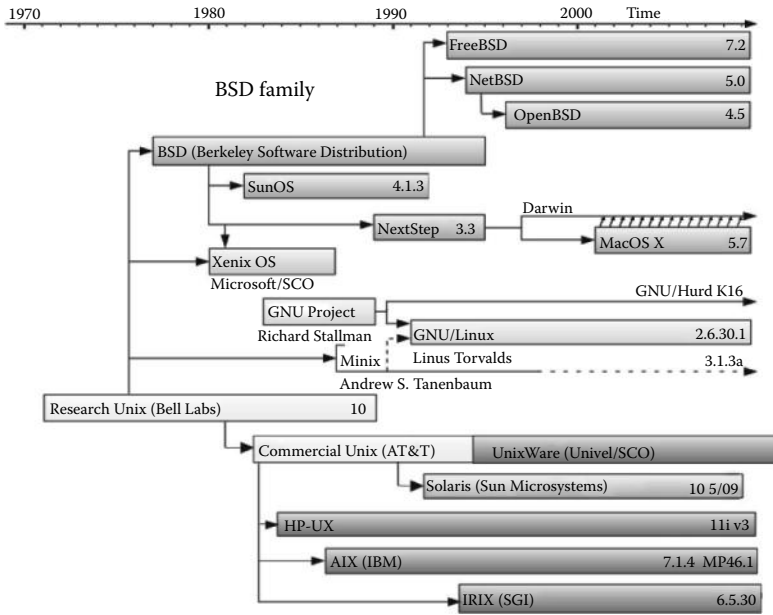 1970 1980 1990 2000 Time
FreeBSD 7.2
BSD family
NetBSD 5.0
OpenBSD 4.5
BSD (Berkeley Software Distribution)
SunOS 4.1.3
Darwin
NextStep 3.3
MacOS X 5.7
Xenix OS
Microsoft/SCO
GNU/Hurd K16
GNU Project
Richard Stallman
GNU/Linux 2.6.30.1
Minix
Linus Torvalds
3.1.3a
Andrew S. Tanenbaum
Research Unix (Bell Labs) 10
Commercial Unix (AT&T) UnixWare (Univel/SCO)
Solaris (Sun Microsystems) 10 5/09
HP-UX 11i v3
AIX (IBM) 7.1.4 MP46.1
IRIX (SGI) 6.5.30